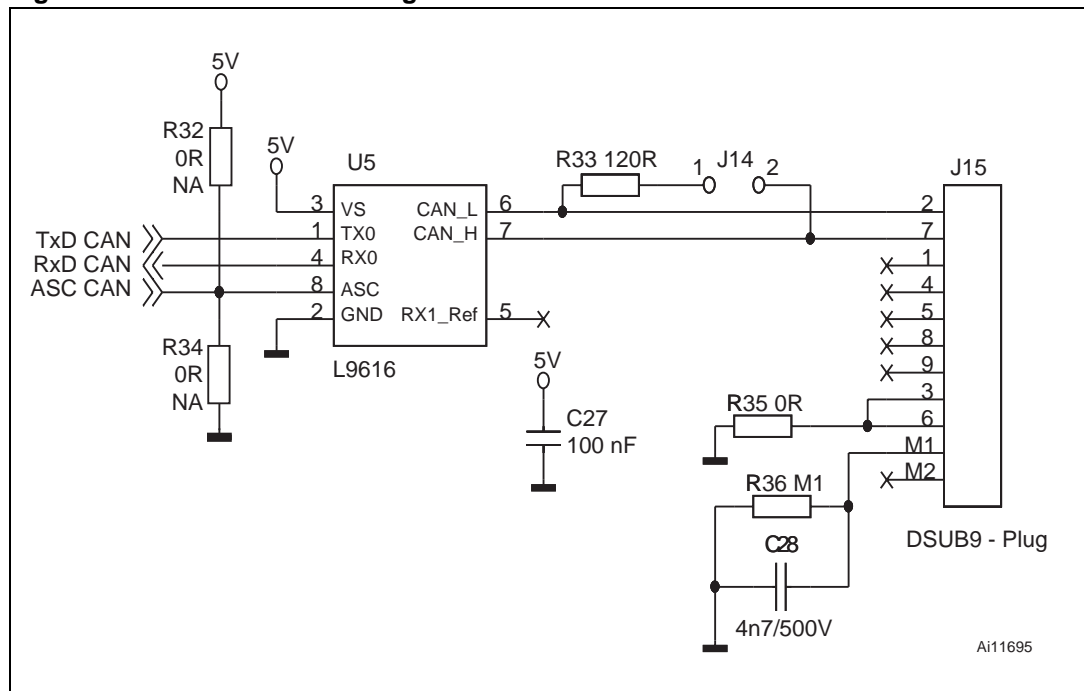 5V
R32
0R
NA
5V
U5
R33 120R
1
J14
2
J15
3
VS
CAN_L
6
2
TxD CAN
1
TX0
CAN_H
7
7
RxD CAN
4
RX0
1
ASC CAN
8
ASC
4
2
GND
RX1_Ref
5
5
R34
0R
NA
L9616
5V
8
9
C27
100 nF
R35 0R
3
6
M1
R36 M1
M2
C28
4n7/500V
DSUB9 - Plug
Ai11695